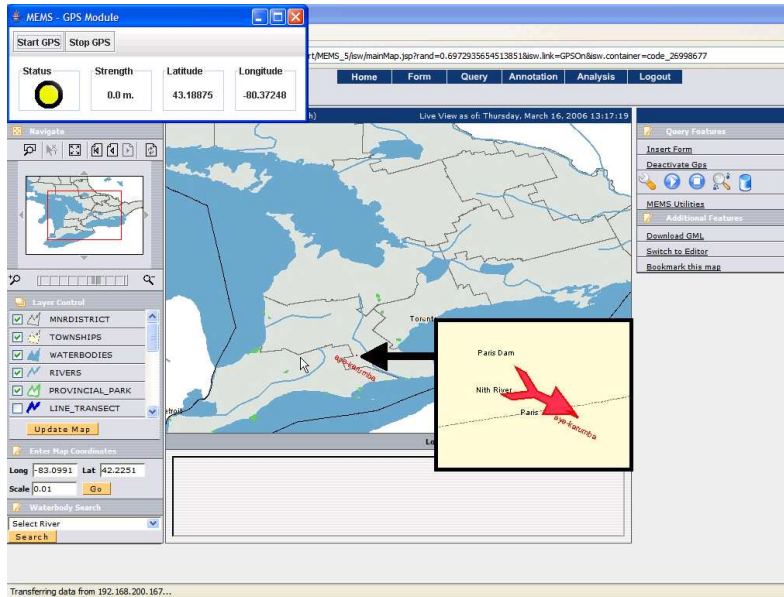 MEMS - GPS Module
Start GPS Stop GPS
Status Strength Latitude Longitude
0.0 m. 43.18875 -80.37248
rt/MEMS_5/isw/mainMap.jsp?rand=0.6972935654513851&isw.link=GPSOn&isw.container=code_26998677
Home Form Query Annotation Analysis Logout
Live View as of: Thursday, March 16, 2006 13:17:19
Navigate
Query Features
Insert Form
Deactivate Gps
MEMS Utilities
Additional Features
Download GML
Switch to Editor
Bookmark this map
Layer Control
MNRDISTRICT
TOWNSHIPS
WATERBODIES
RIVERS
PROVINCIAL_PARK
LINE_TRANSECT
Update Map
Toronto
aye-karumba
Paris Dam
Nith River
Paris
aye-karumba
Enter Map Coordinates
Long -83.0991 Lat 42.2251
Scale 0.01 Go
Waterbody Search
Select River
Search
Transferring data from 192.168.200.167...